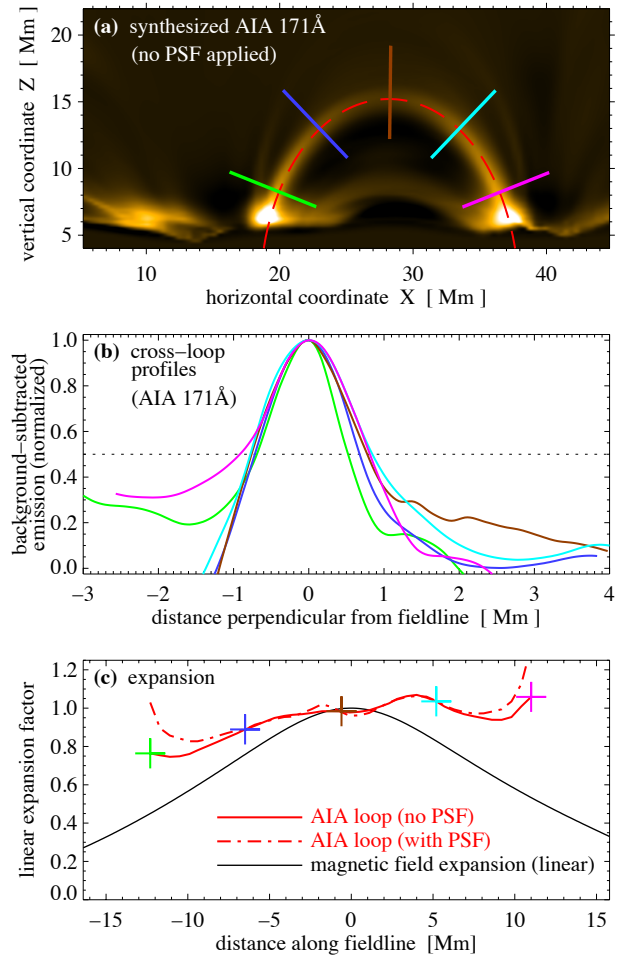 (a) synthesized AIA 171Å
(no PSF applied)
20
15
10
5
vertical coordinate Z [ Mm ]
10 20 30 40
horizontal coordinate X [ Mm ]
(b) cross−loop
profiles
(AIA 171Å)
1.0
0.8
0.6
0.4
0.2
0.0
background−subtracted
emission (normalized)
−3 −2 −1 0 1 2 3 4
distance perpendicular from fieldline [ Mm ]
(c) expansion
1.2
1.0
0.8
0.6
0.4
0.2
0.0
linear expansion factor
AIA loop (no PSF)
AIA loop (with PSF)
magnetic field expansion (linear)
−15 −10 −5 0 5 10 15
distance along fieldline [Mm]